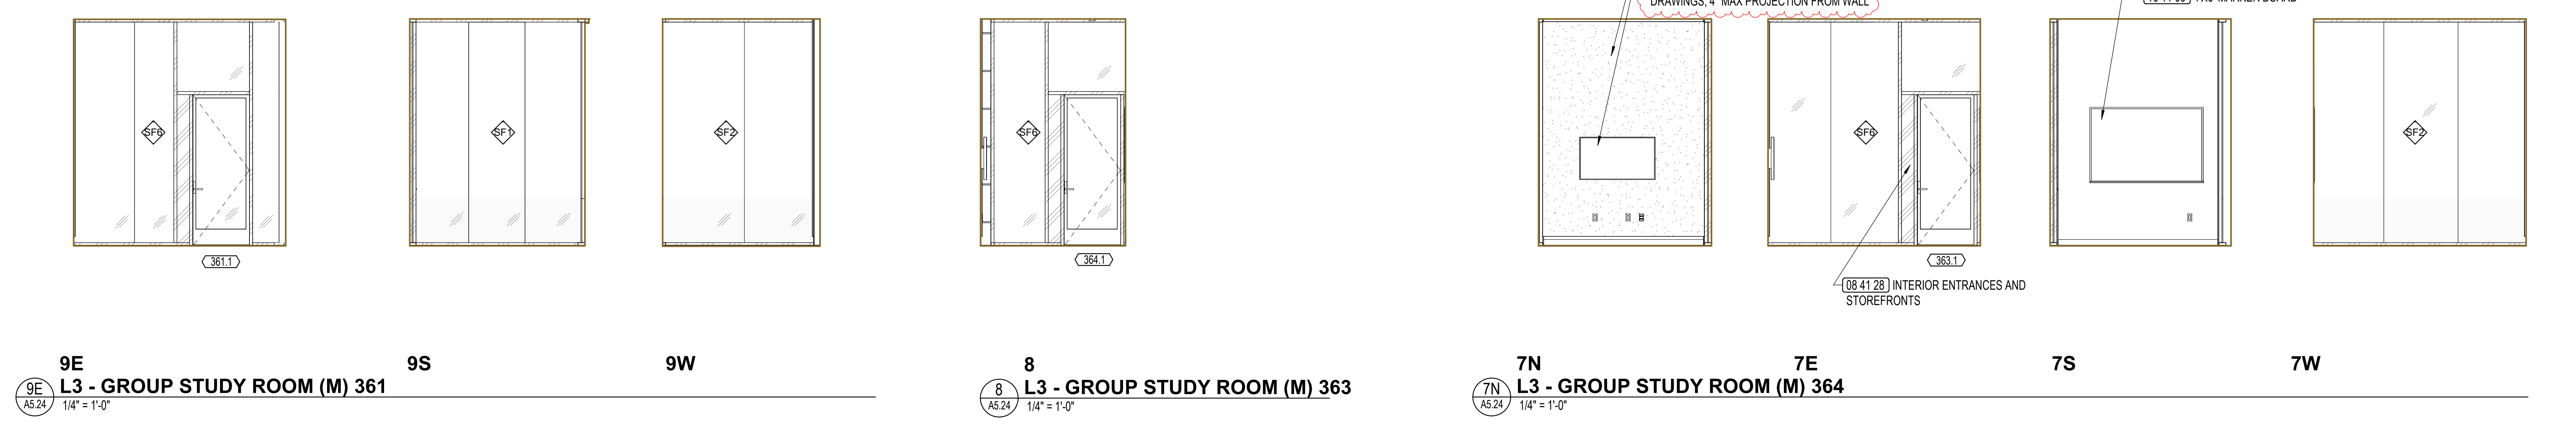 DRAWINGS, 4" MAX PROJECTION FROM WALL
SF6
SF1
SF2
SF6
SF6
SF2
361.1
364.1
363.1
08 41 28 INTERIOR ENTRANCES AND
STOREFRONTS
9E 9S 9W
9E L3 - GROUP STUDY ROOM (M) 361
A5.24 1/4" = 1'-0"
8
8 L3 - GROUP STUDY ROOM (M) 363
A5.24 1/4" = 1'-0"
7N 7E 7S 7W
7N L3 - GROUP STUDY ROOM (M) 364
A5.24 1/4" = 1'-0"